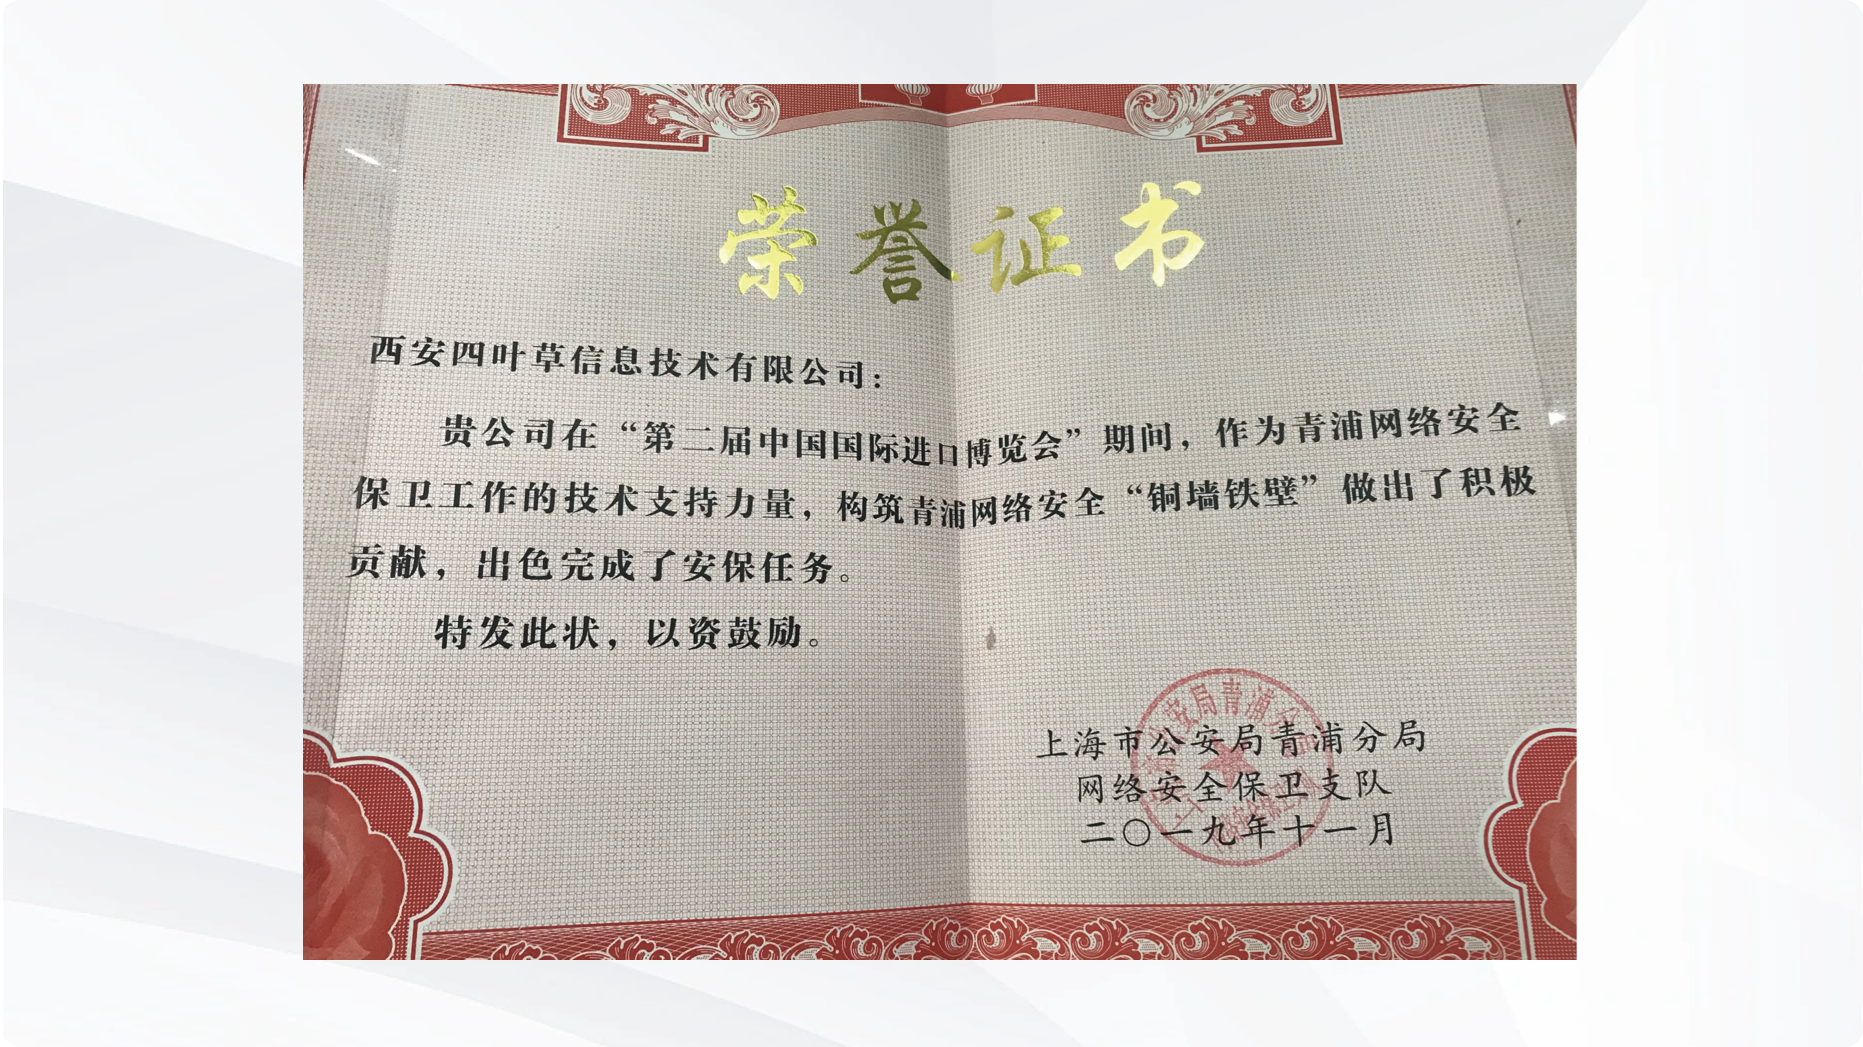 荣誉证书
西安四叶草信息技术有限公司：
贵公司在“第二届中国国际进口博览会”期间，作为青浦网络安全
保卫工作的技术支持力量，构筑青浦网络安全“铜墙铁壁”做出了积极
贡献，出色完成了安保任务。
特发此状，以资鼓励。
上海市公安局青浦分局
网络安全保卫支队
二〇一九年十一月